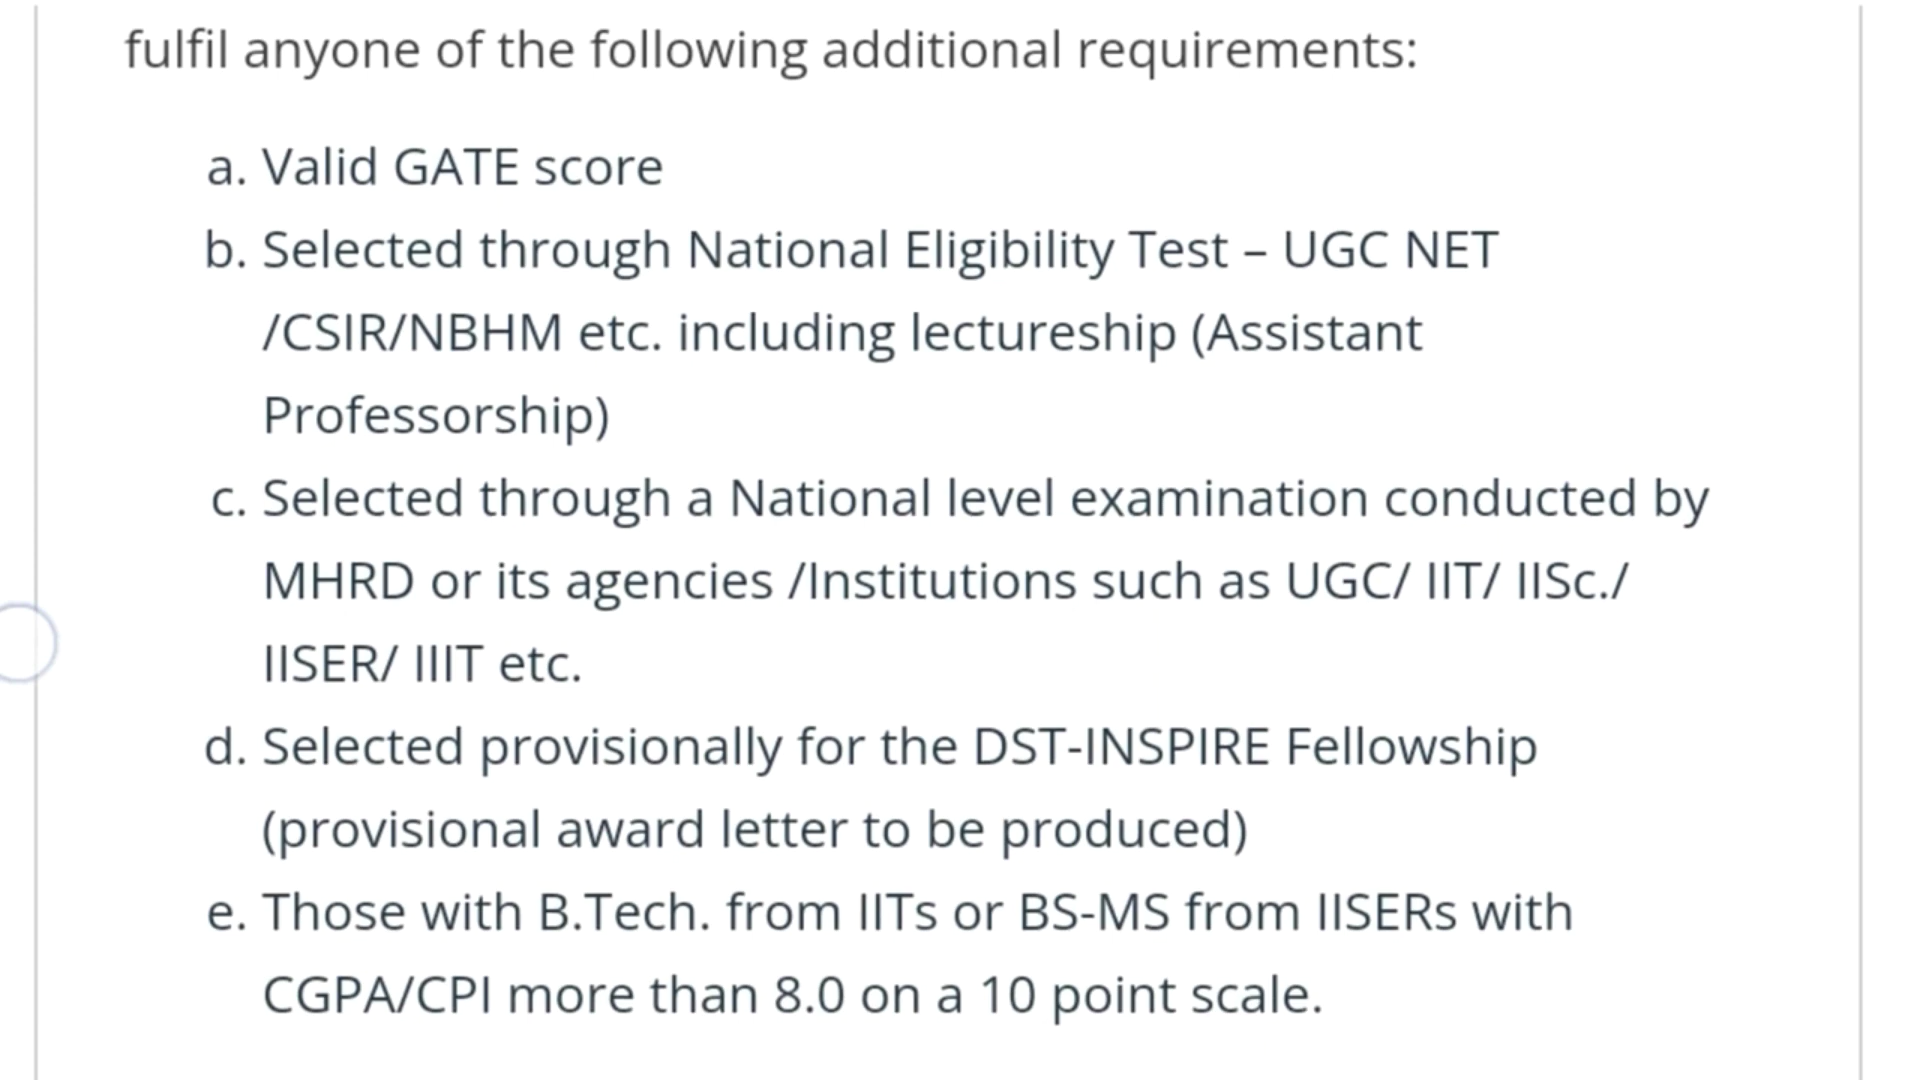 fulfil anyone of the following additional requirements:
a. Valid GATE score
b. Selected through National Eligibility Test – UGC NET
/CSIR/NBHM etc. including lectureship (Assistant
Professorship)
c. Selected through a National level examination conducted by
MHRD or its agencies /Institutions such as UGC/ IIT/ IISc./
IISER/ IIIT etc.
d. Selected provisionally for the DST-INSPIRE Fellowship
(provisional award letter to be produced)
e. Those with B.Tech. from IITs or BS-MS from IISERs with
CGPA/CPI more than 8.0 on a 10 point scale.